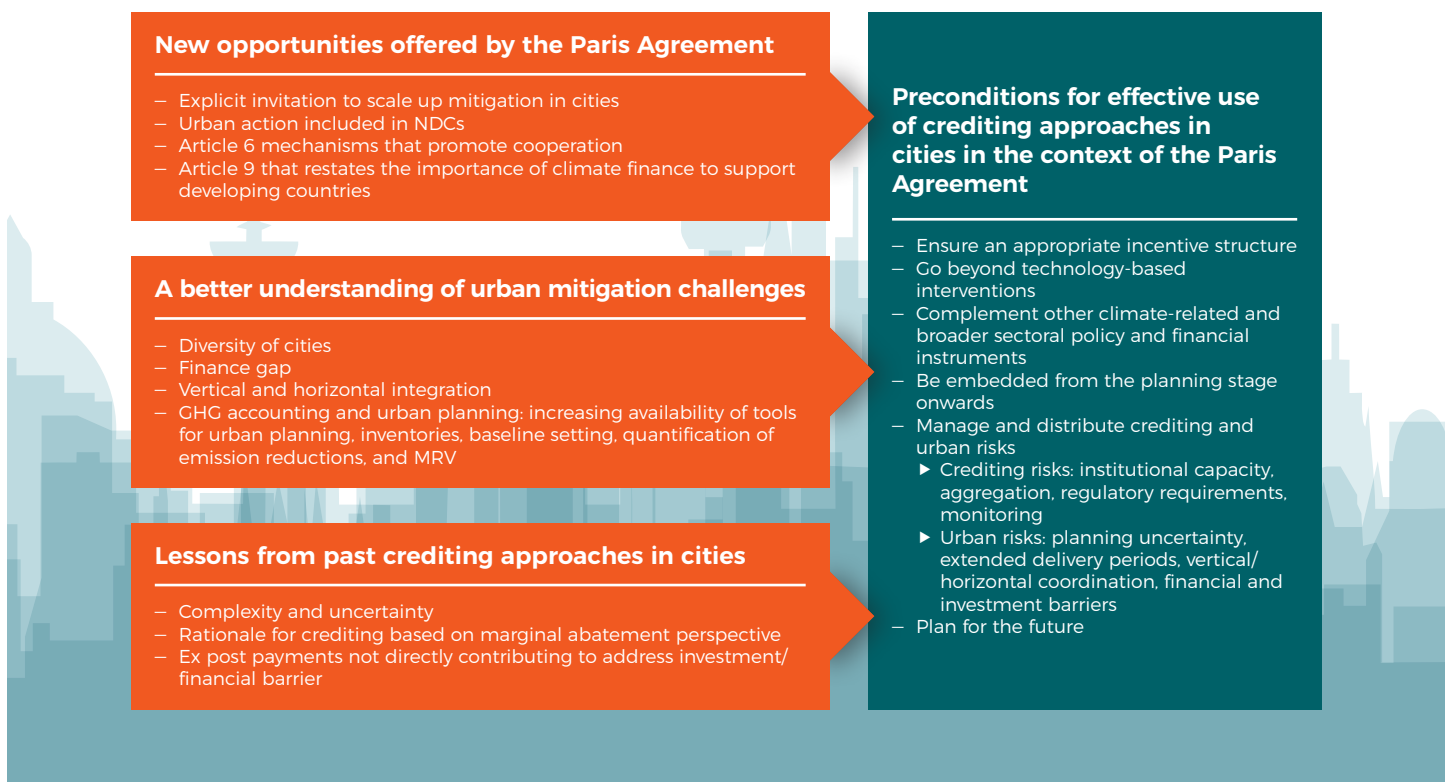 New opportunities offered by the Paris Agreement
– Explicit invitation to scale up mitigation in cities
– Urban action included in NDCs
– Article 6 mechanisms that promote cooperation
– Article 9 that restates the importance of climate finance to support
developing countries
A better understanding of urban mitigation challenges
– Diversity of cities
– Finance gap
– Vertical and horizontal integration
– GHG accounting and urban planning: increasing availability of tools
for urban planning, inventories, baseline setting, quantification of
emission reductions, and MRV
Lessons from past crediting approaches in cities
– Complexity and uncertainty
– Rationale for crediting based on marginal abatement perspective
– Ex post payments not directly contributing to address investment/
financial barrier
Preconditions for effective use
of crediting approaches in
cities in the context of the Paris
Agreement
– Ensure an appropriate incentive structure
– Go beyond technology-based
interventions
– Complement other climate-related and
broader sectoral policy and financial
instruments
– Be embedded from the planning stage
onwards
– Manage and distribute crediting and
urban risks
▶ Crediting risks: institutional capacity,
aggregation, regulatory requirements,
monitoring
▶ Urban risks: planning uncertainty,
extended delivery periods, vertical/
horizontal coordination, financial and
investment barriers
– Plan for the future